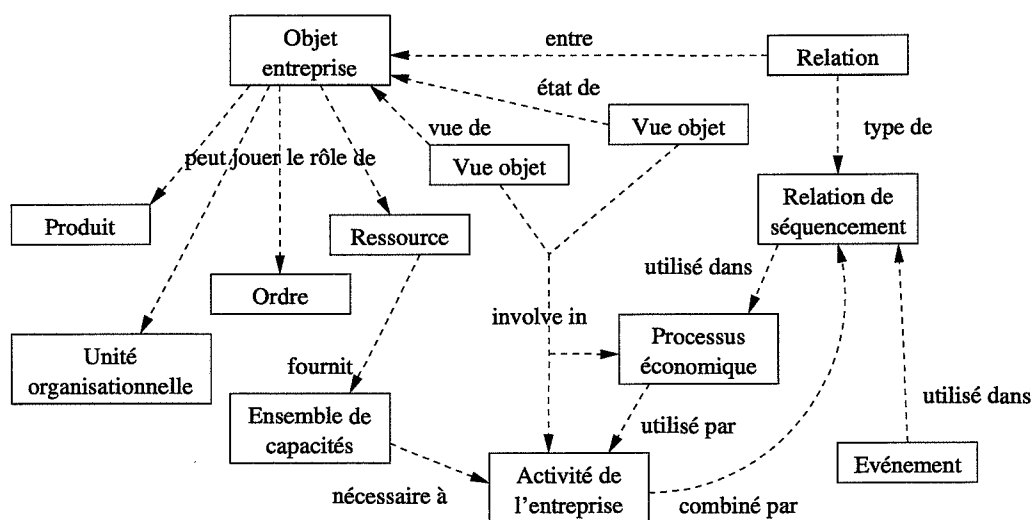 Objet
entreprise
entre
Relation
état de
vue de
Vue objet
Vue objet
type de
peut jouer le rôle de
Produit
Ressource
Relation de
séquencement
Ordre
utilisé dans
involve in
Unité
organisationnelle
fournit
Processus
économique
Ensemble de
capacités
utilisé par
utilisé dans
nécessaire à
Activité de
l'entreprise
combiné par
Evénement